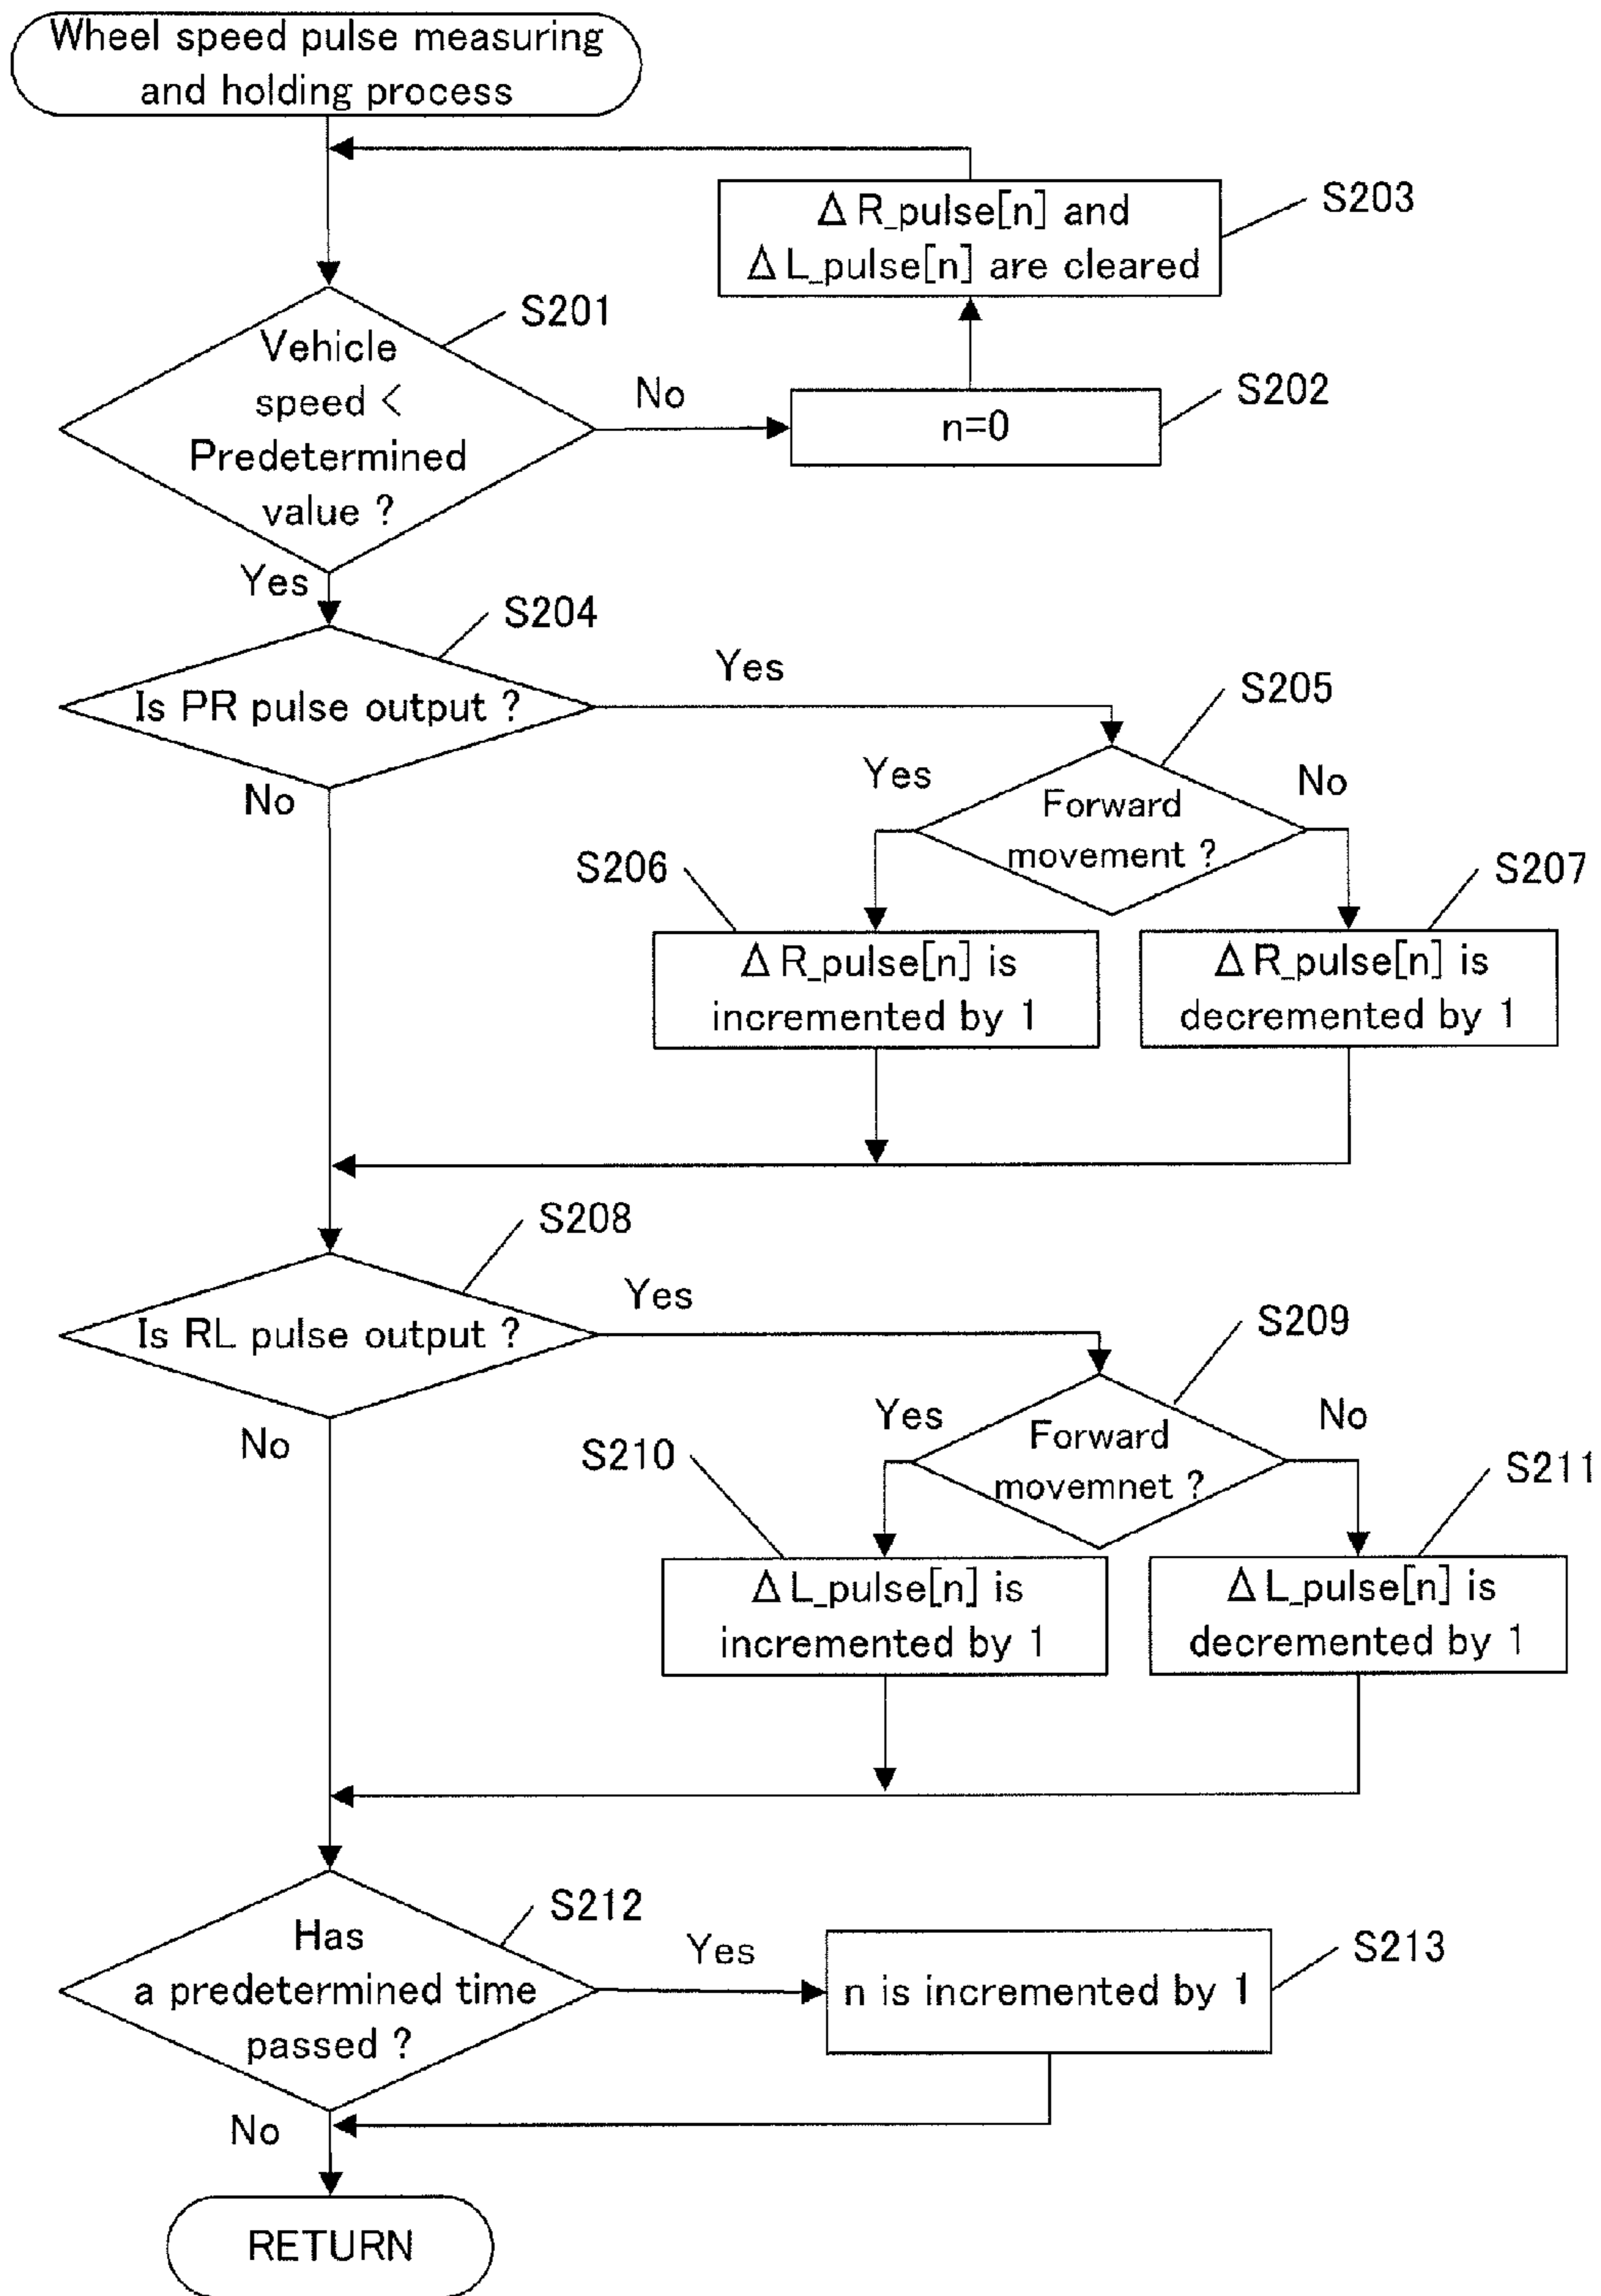 Wheel speed pulse measuring
and holding process
Δ R_pulse[n] and
Δ L_pulse[n] are cleared
S203
S201
Vehicle
speed <
Predetermined
value ?
No
n=0
S202
Yes
S204
Is PR pulse output ?
Yes
S205
No
Yes
Forward
movement ?
No
S206
S207
Δ R_pulse[n] is
incremented by 1
Δ R_pulse[n] is
decremented by 1
S208
Is RL pulse output ?
Yes
S209
No
Yes
Forward
movemnet ?
No
S210
S211
Δ L_pulse[n] is
incremented by 1
Δ L_pulse[n] is
decremented by 1
S212
Has
a predetermined time
passed ?
Yes
n is incremented by 1
S213
No
RETURN